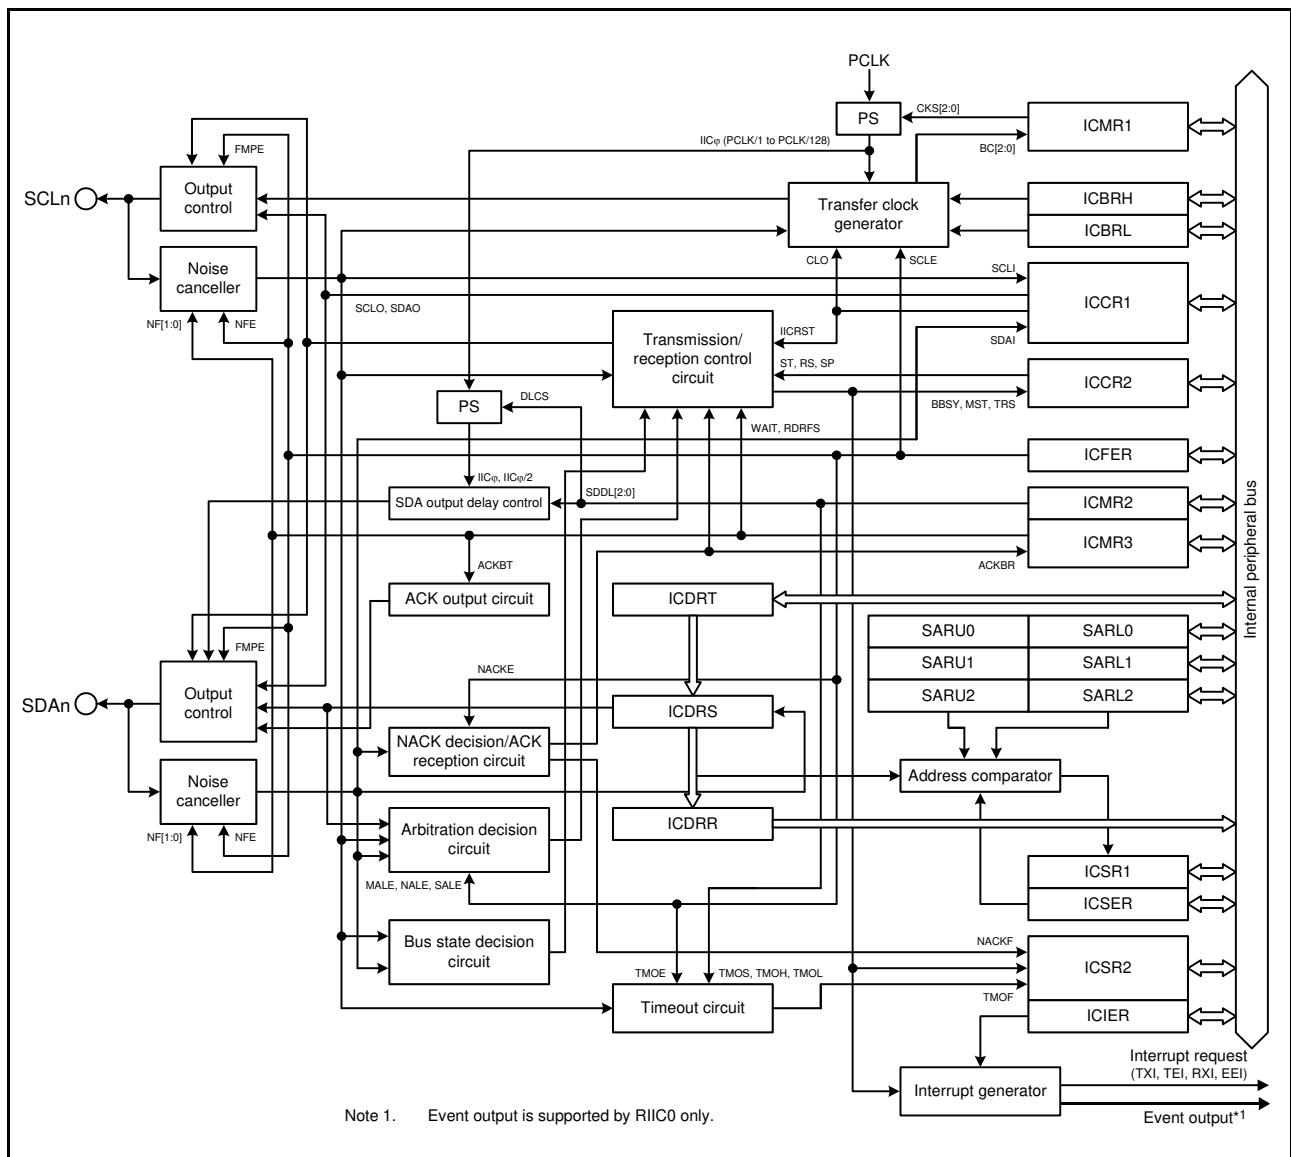 PCLK
PS
CKS[2:0]
ICMR1
IICφ (PCLK/1 to PCLK/128)
BC[2:0]
FMPE
SCLn
Output
control
Transfer clock
generator
ICBRH
ICBRL
CLO
SCLE
Noise
canceller
SCLI
ICCR1
SCLO, SDAO
NF[1:0]
NFE
IICRST
SDAI
Transmission/
reception control
circuit
ST, RS, SP
ICCR2
BBSY, MST, TRS
PS
DLCS
WAIT, RDRFS
ICFER
IICφ, IICφ/2
SDDL[2:0]
SDA output delay control
ICMR2
ICMR3
ACKBT
ACKBR
ACK output circuit
ICDRT
Internal peripheral bus
SARU0
SARL0
SARU1
SARL1
SARU2
SARL2
FMPE
NACKE
SDAn
Output
control
ICDRS
NACK decision/ACK
reception circuit
Address comparator
Noise
canceller
ICDRR
NF[1:0]
NFE
Arbitration decision
circuit
MALE, NALE, SALE
ICSR1
ICSER
Bus state decision
circuit
NACKF
ICSR2
TMOE
TMOS, TMOH, TMOL
TMOF
Timeout circuit
ICIER
Interrupt generator
Interrupt request
(TXI, TEI, RXI, EEI)
Event output*1
Note 1. Event output is supported by RIIC0 only.